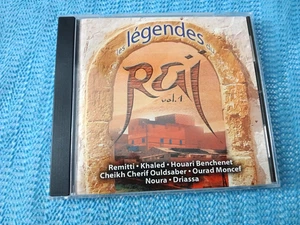 les légendes du
Raï
vol.1
Remitti • Khaled • Houari Benchenet
Cheikh Cherif Ouldsaber • Ourad Moncef
Noura • Driassa